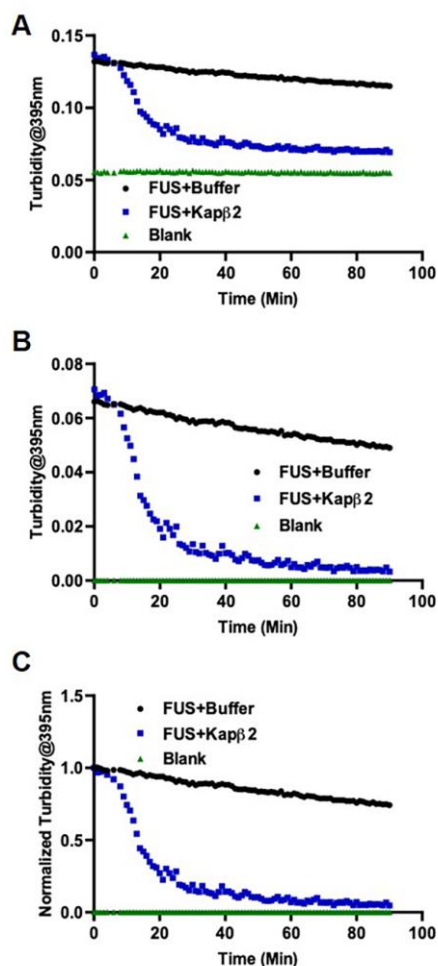 A
Turbidity@395nm
0.15
0.10
0.05
0.00
FUS+Buffer
FUS+Kapβ2
Blank
0
20
40
60
80
100
Time (Min)
B
Turbidity@395nm
0.08
0.06
0.04
0.02
0.00
FUS+Buffer
FUS+Kapβ2
Blank
0
20
40
60
80
100
Time (Min)
C
Normalized Turbidity@395nm
1.5
1.0
0.5
0.0
FUS+Buffer
FUS+Kapβ2
Blank
0
20
40
60
80
100
Time (Min)